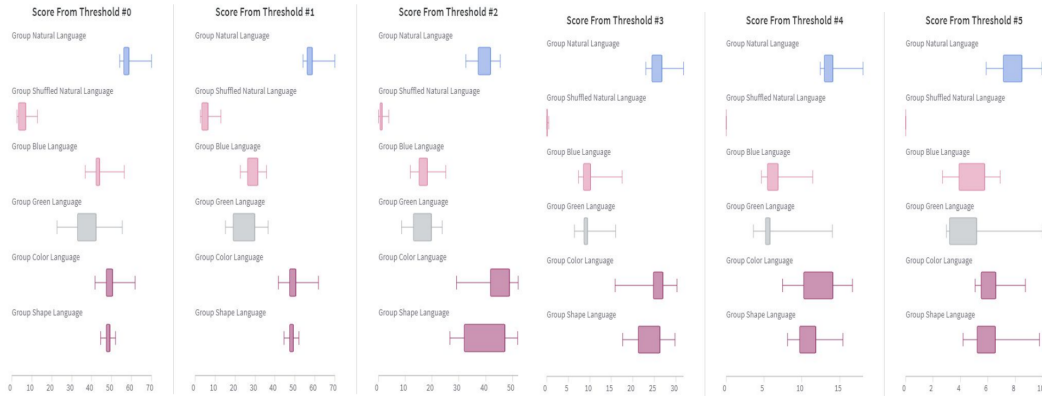 Score From Threshold #0
Group Natural Language
Group Shuffled Natural Language
Group Blue Language
Group Green Language
Group Color Language
Group Shape Language
0 10 20 30 40 50 60 70
Score From Threshold #1
Group Natural Language
Group Shuffled Natural Language
Group Blue Language
Group Green Language
Group Color Language
Group Shape Language
0 10 20 30 40 50 60 70
Score From Threshold #2
Group Natural Language
Group Shuffled Natural Language
Group Blue Language
Group Green Language
Group Color Language
Group Shape Language
0 10 20 30 40 50
Score From Threshold #3
Group Natural Language
Group Shuffled Natural Language
Group Blue Language
Group Green Language
Group Color Language
Group Shape Language
0 5 10 15 20 25 30
Score From Threshold #4
Group Natural Language
Group Shuffled Natural Language
Group Blue Language
Group Green Language
Group Color Language
Group Shape Language
0 5 10 15
Score From Threshold #5
Group Natural Language
Group Shuffled Natural Language
Group Blue Language
Group Green Language
Group Color Language
Group Shape Language
0 2 4 6 8 10